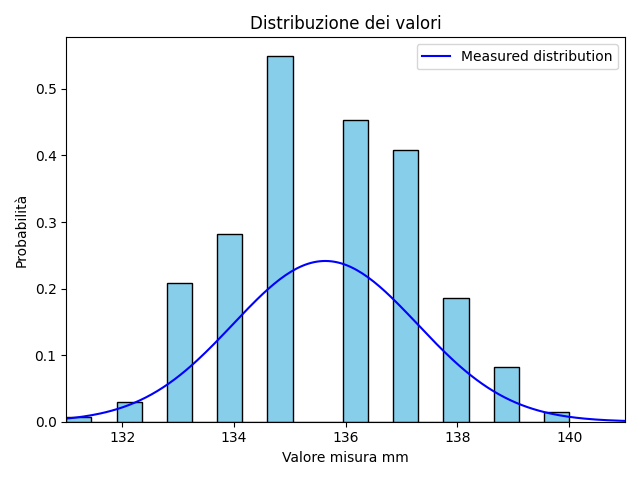 Distribuzione dei valori
Measured distribution
Probabilità
0.5
0.4
0.3
0.2
0.1
0.0
132 134 136 138 140
Valore misura mm